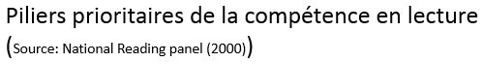 Piliers prioritaires de la compétence en lecture
(Source: National Reading panel (2000))